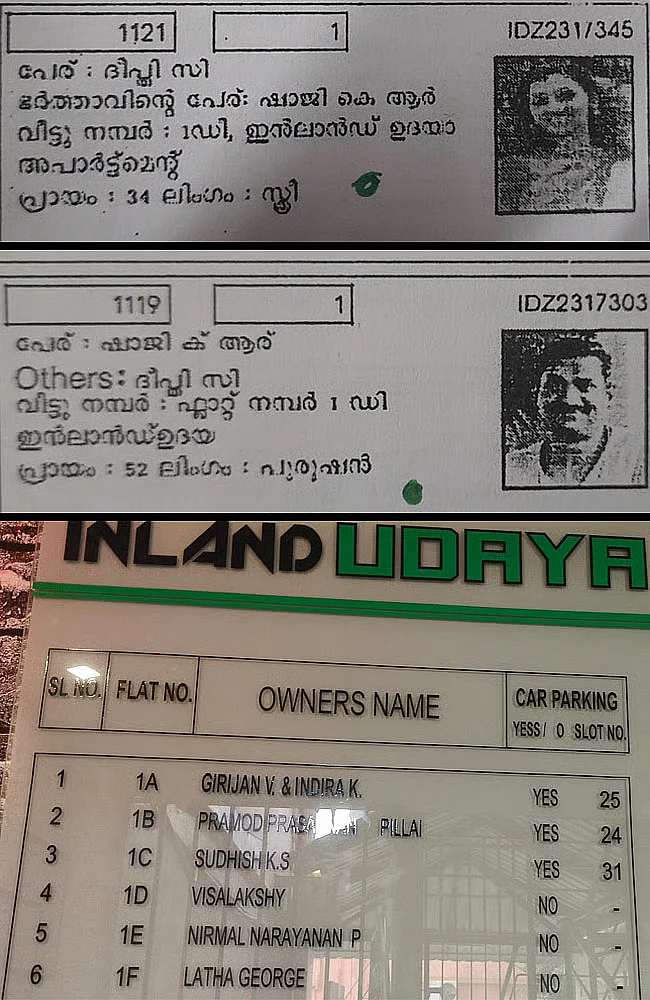 1121 1 IDZ2317345
പേര് : ദീപ്തി സി
ഭർത്താവിന്റെ പേര്: ഷാജി കെ ആർ
വീട്ടു നമ്പർ : 1ഡി, ഇൻലാൻഡ് ഉദയാ
അപാർട്ട്മെന്റ്
പ്രായം : 34 ലിംഗം : സ്ത്രീ
1119 1 IDZ2317303
പേര് : ഷാജി ക് ആര്
Others: ദീപ്തി സി
വീട്ടു നമ്പർ : ഫ്ലാറ്റ് നമ്പർ 1 ഡി
ഇൻലാൻഡ്ഉദയ
പ്രായം : 52 ലിംഗം : പുരുഷൻ
INLAND UDAYA
SL NO. FLAT NO. OWNERS NAME CAR PARKING
YESS / 0 SLOT NO.
1 1A GIRIJAN V. & INDIRA K. YES 25
2 1B PRAMOD PILLAI YES 24
3 1C SUDHISH K.S YES 31
4 1D VISALAKSHY NO -
5 1E NIRMAL NARAYANAN P NO -
6 1F LATHA GEORGE NO -